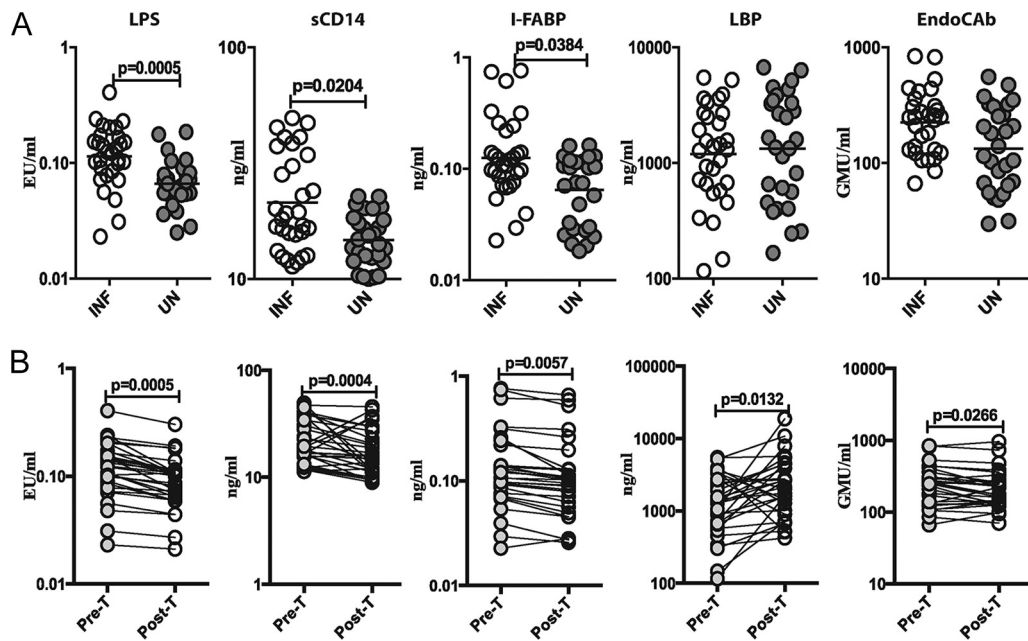 A
LPS
sCD14
I-FABP
LBP
EndoCAb
1
0.10
0.01
EU/ml
p=0.0005
INF
UN
100
10
ng/ml
p=0.0204
INF
UN
1
0.10
0.01
ng/ml
p=0.0384
INF
UN
10000
1000
100
ng/ml
INF
UN
1000
100
10
GMU/ml
INF
UN
B
1
0.10
0.01
EU/ml
p=0.0005
Pre-T
Post-T
100
10
1
ng/ml
p=0.0004
Pre-T
Post-T
1
0.10
0.01
ng/ml
p=0.0057
Pre-T
Post-T
100000
10000
1000
100
ng/ml
p=0.0132
Pre-T
Post-T
10000
1000
100
10
GMU/ml
p=0.0266
Pre-T
Post-T